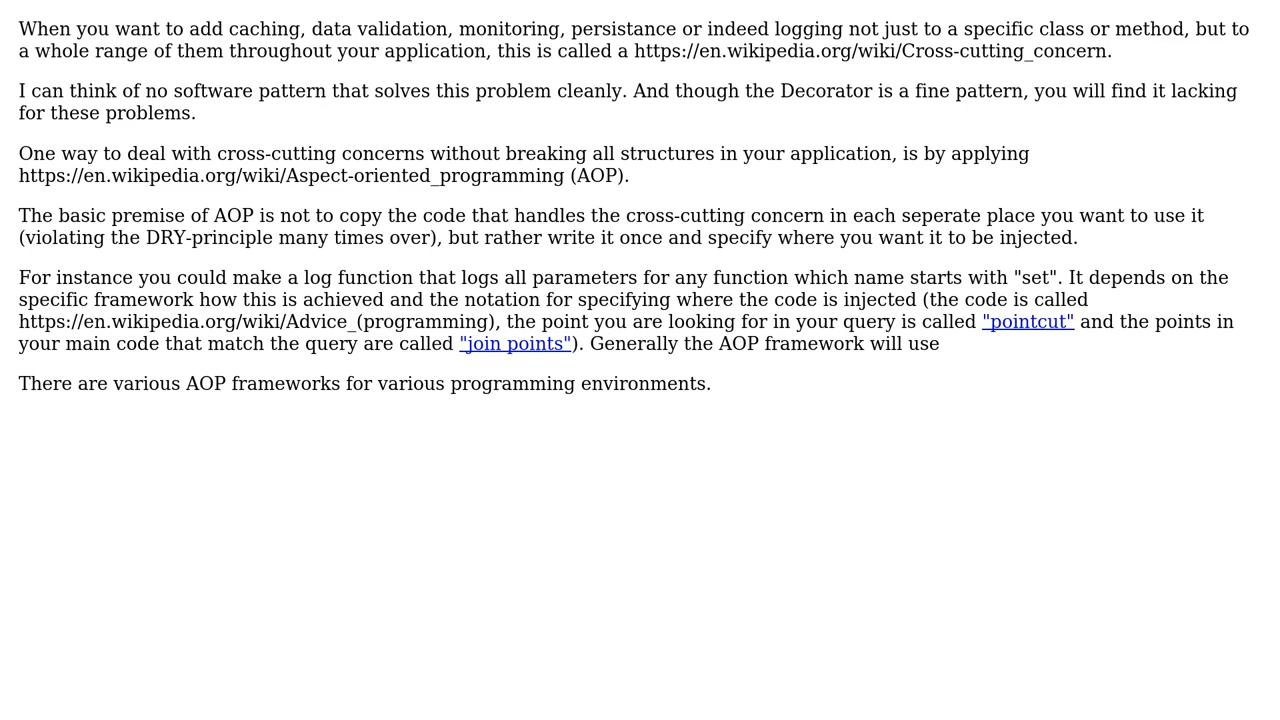 When you want to add caching, data validation, monitoring, persistance or indeed logging not just to a specific class or method, but to
a whole range of them throughout your application, this is called a https://en.wikipedia.org/wiki/Cross-cutting_concern.
I can think of no software pattern that solves this problem cleanly. And though the Decorator is a fine pattern, you will find it lacking
for these problems.
One way to deal with cross-cutting concerns without breaking all structures in your application, is by applying
https://en.wikipedia.org/wiki/Aspect-oriented_programming (AOP).
The basic premise of AOP is not to copy the code that handles the cross-cutting concern in each seperate place you want to use it
(violating the DRY-principle many times over), but rather write it once and specify where you want it to be injected.
For instance you could make a log function that logs all parameters for any function which name starts with "set". It depends on the
specific framework how this is achieved and the notation for specifying where the code is injected (the code is called
https://en.wikipedia.org/wiki/Advice_(programming), the point you are looking for in your query is called "pointcut" and the points in
your main code that match the query are called "join points"). Generally the AOP framework will use
There are various AOP frameworks for various programming environments.